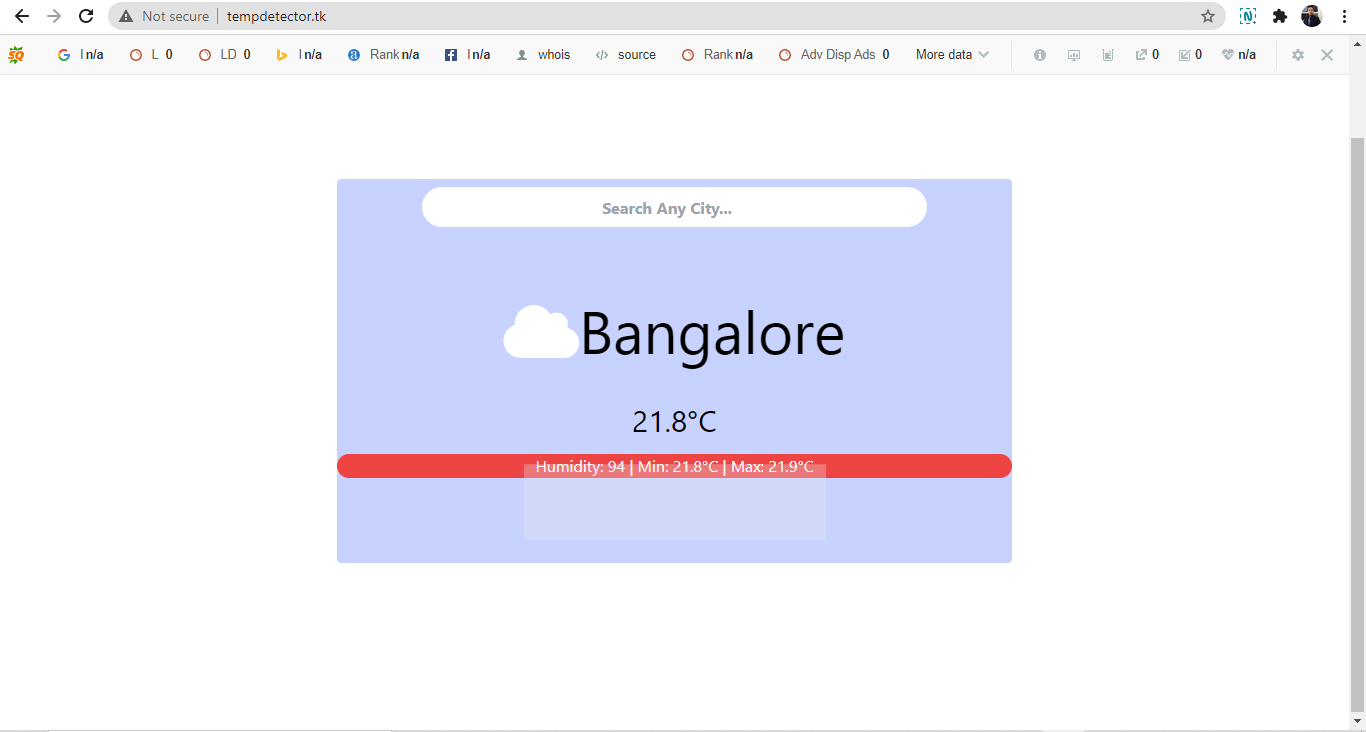 Not secure | tempdetector.tk
SQ I n/a L 0 LD 0 I n/a Rank n/a I n/a whois source Rank n/a Adv Disp Ads 0 More data 0 0 n/a
Search Any City...
Bangalore
21.8°C
Humidity: 94 | Min: 21.8°C | Max: 21.9°C